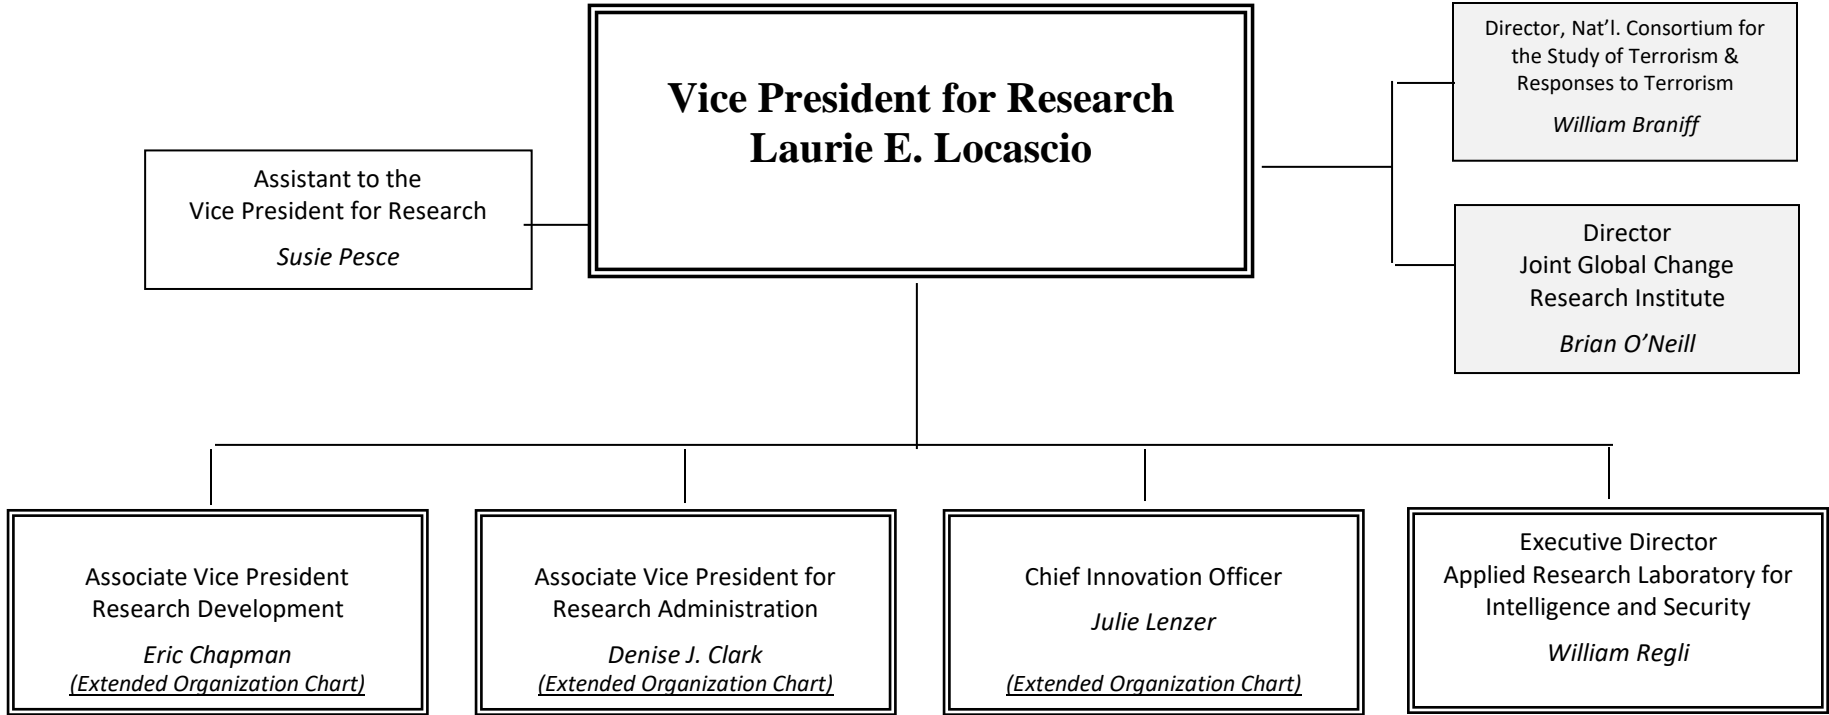 Vice President for Research
Laurie E. Locascio
Director, Nat’l. Consortium for
the Study of Terrorism &
Responses to Terrorism
William Braniff
Assistant to the
Vice President for Research
Susie Pesce
Director
Joint Global Change
Research Institute
Brian O’Neill
Associate Vice President
Research Development
Eric Chapman
(Extended Organization Chart)
Associate Vice President for
Research Administration
Denise J. Clark
(Extended Organization Chart)
Chief Innovation Officer
Julie Lenzer
(Extended Organization Chart)
Executive Director
Applied Research Laboratory for
Intelligence and Security
William Regli